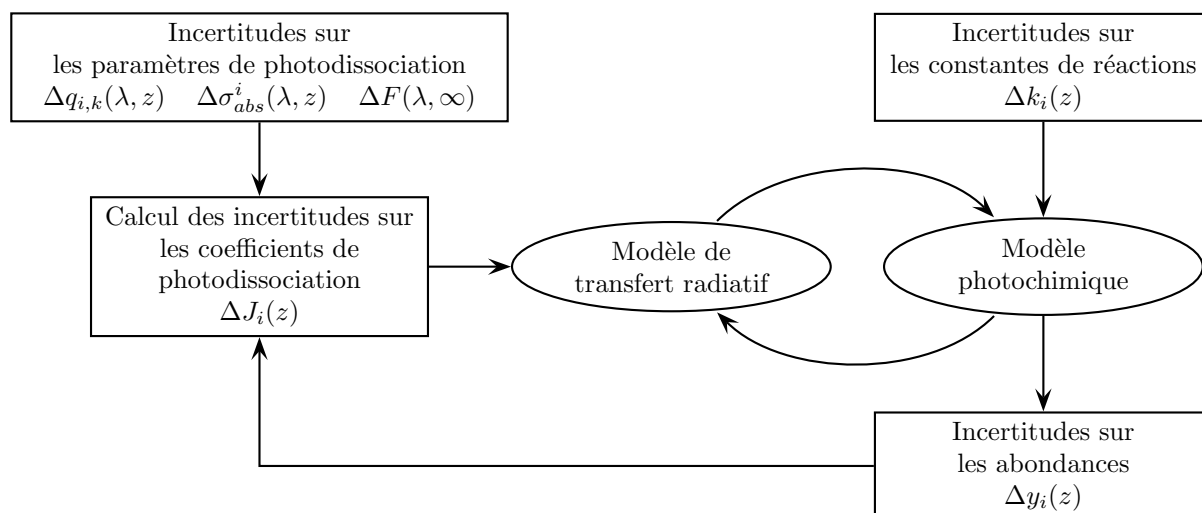 Incertitudes sur
les paramètres de photodissociation
Δq_{i,k}(λ, z) Δσ^i_{abs}(λ, z) ΔF(λ, ∞)
Incertitudes sur
les constantes de réactions
Δk_i(z)
Calcul des incertitudes sur
les coefficients de
photodissociation
ΔJ_i(z)
Modèle de
transfert radiatif
Modèle
photochimique
Incertitudes sur
les abondances
Δy_i(z)